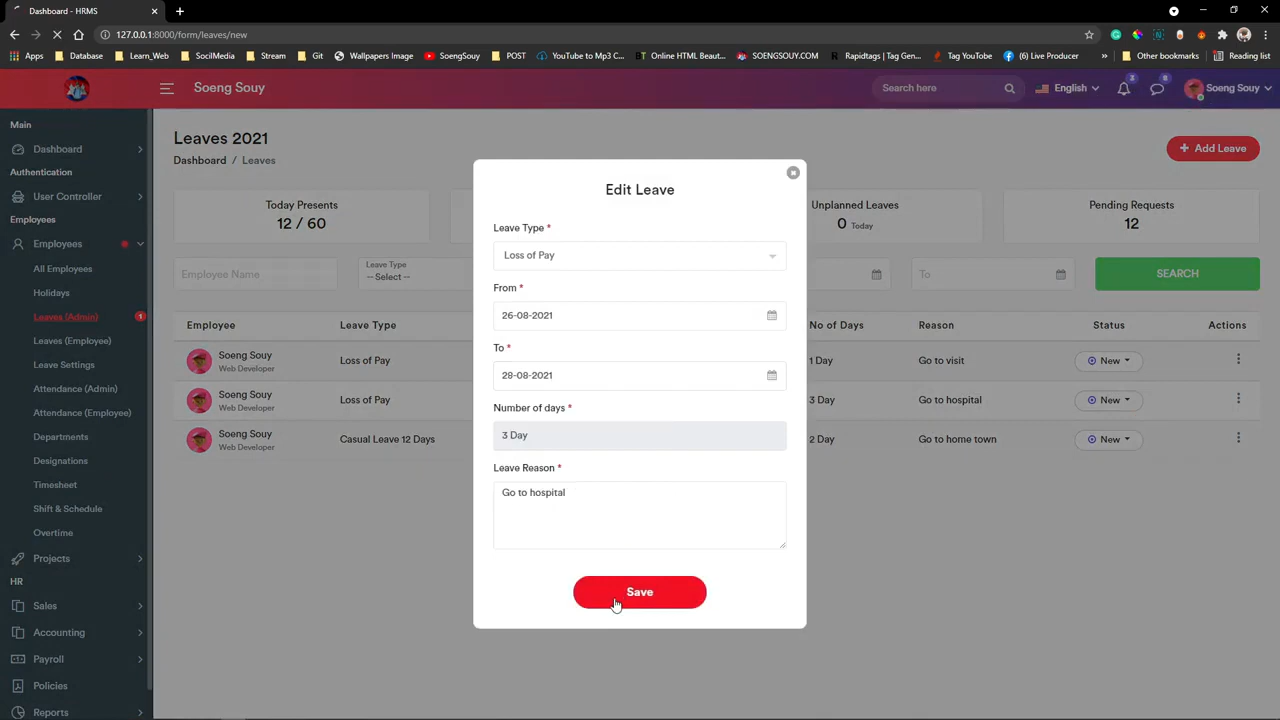 Dashboard - HRMS
127.0.0.1:8000/form/leaves/new
Apps Database Learn_Web SocilMedia Stream Git Wallpapers Image SoengSouy POST YouTube to Mp3 C... Online HTML Beaut... SOENGSOUY.COM Rapidtags | Tag Gen... Tag YouTube (6) Live Producer » Other bookmarks Reading list
Soeng Souy
Search here
English
3
8
Soeng Souy
Main
Dashboard
Authentication
User Controller
Employees
Employees
All Employees
Holidays
Leaves (Admin) 1
Leaves (Employee)
Leave Settings
Attendance (Admin)
Attendance (Employee)
Departments
Designations
Timesheet
Shift & Schedule
Overtime
Projects
HR
Sales
Accounting
Payroll
Policies
Reports
Leaves 2021
Dashboard / Leaves
+ Add Leave
Today Presents
12 / 60
Unplanned Leaves
0 Today
Pending Requests
12
Employee Name
Leave Type
-- Select --
To
SEARCH
Employee Leave Type No of Days Reason Status Actions
Soeng Souy
Web Developer
Loss of Pay 1 Day Go to visit New
Soeng Souy
Web Developer
Loss of Pay 3 Day Go to hospital New
Soeng Souy
Web Developer
Casual Leave 12 Days 2 Day Go to home town New
Edit Leave
Leave Type *
Loss of Pay
From *
26-08-2021
To *
28-08-2021
Number of days *
3 Day
Leave Reason *
Go to hospital
Save